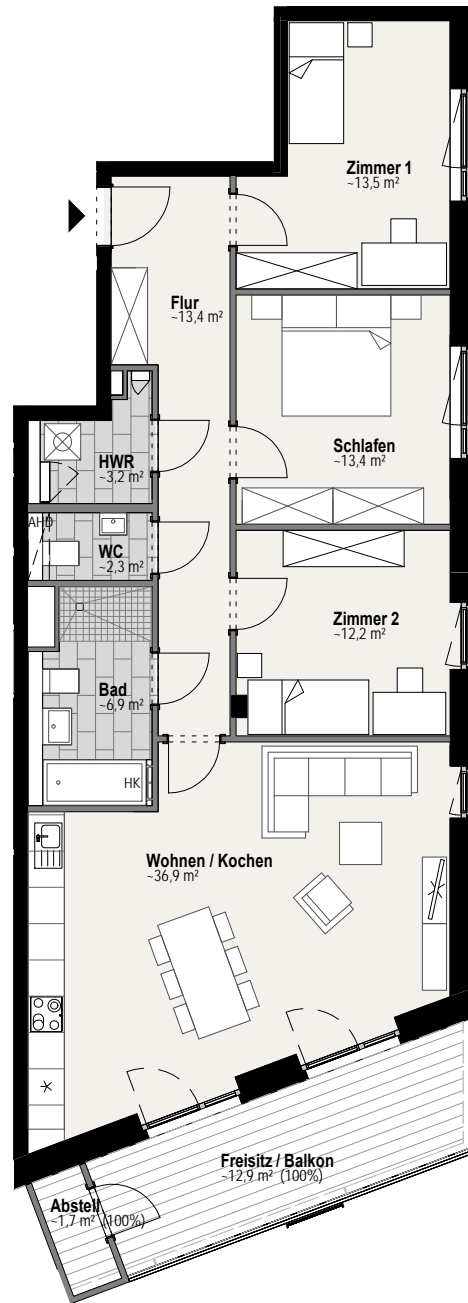 Zimmer 1
~13,5 m²
Flur
~13,4 m²
Schlafen
~13,4 m²
HWR
~3,2 m²
AHD
WC
~2,3 m²
Zimmer 2
~12,2 m²
Bad
~6,9 m²
HK
Wohnen / Kochen
~36,9 m²
Freisitz / Balkon
~12,9 m² (100%)
Abstell
~1,7 m² (100%)